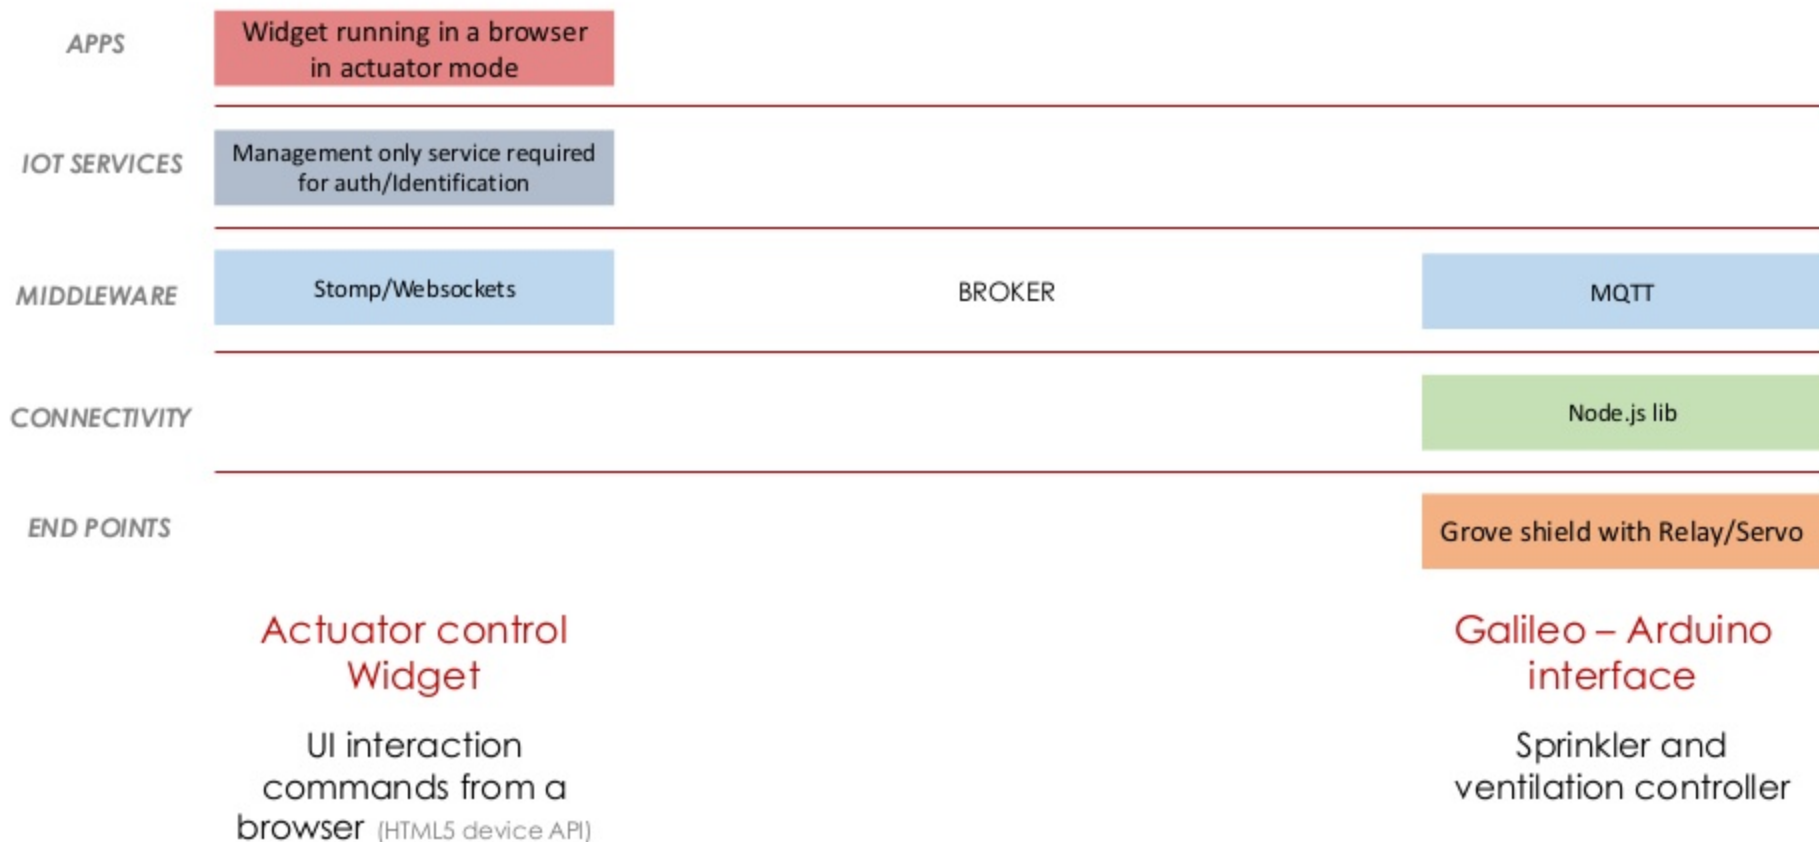 APPS
Widget running in a browser
in actuator mode
IOT SERVICES
Management only service required
for auth/Identification
MIDDLEWARE
Stomp/Websockets
BROKER
MQTT
CONNECTIVITY
Node.js lib
END POINTS
Grove shield with Relay/Servo
Actuator control
Widget
UI interaction
commands from a
browser (HTML5 device API)
Galileo – Arduino
interface
Sprinkler and
ventilation controller